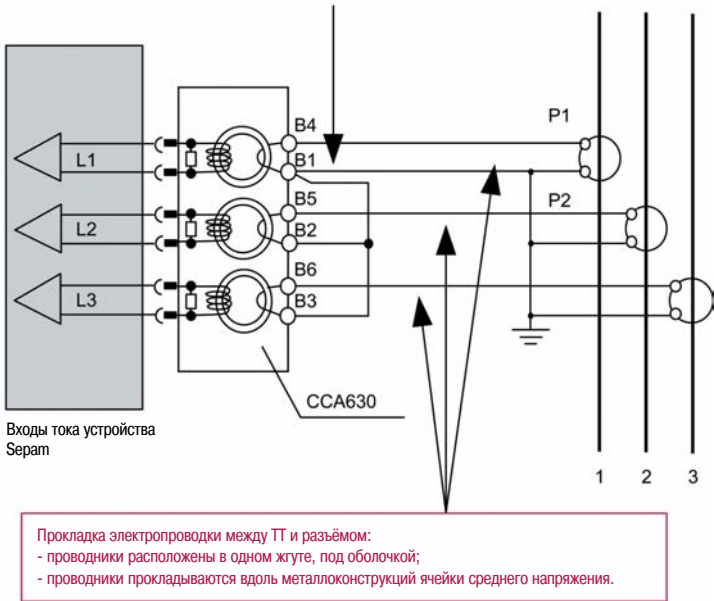 B4
P1
L1
B1
B5
P2
L2
B2
B6
L3
B3
CCA630
Входы тока устройства
Sepam
1 2 3
Прокладка электропроводки между ТТ и разъёмом:
- проводники расположены в одном жгуте, под оболочкой;
- проводники прокладываются вдоль металлоконструкций ячейки среднего напряжения.